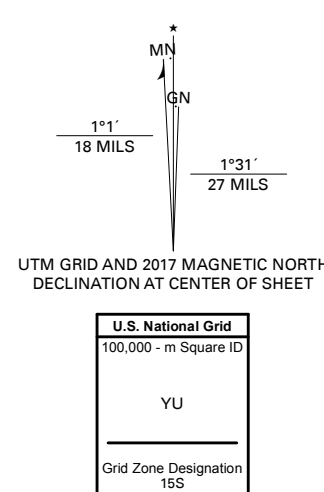 ★
MN
GN
1°1´
18 MILS
1°31´
27 MILS
UTM GRID AND 2017 MAGNETIC NORTH
DECLINATION AT CENTER OF SHEET
U.S. National Grid
100,000 - m Square ID
YU
Grid Zone Designation
15S